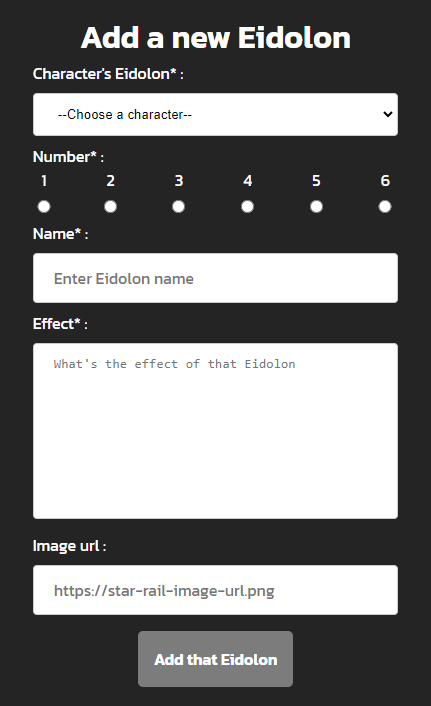 Add a new Eidolon
Character's Eidolon* :
--Choose a character--
Number* :
1 2 3 4 5 6
Name* :
Enter Eidolon name
Effect* :
What's the effect of that Eidolon
Image url :
https://star-rail-image-url.png
Add that Eidolon